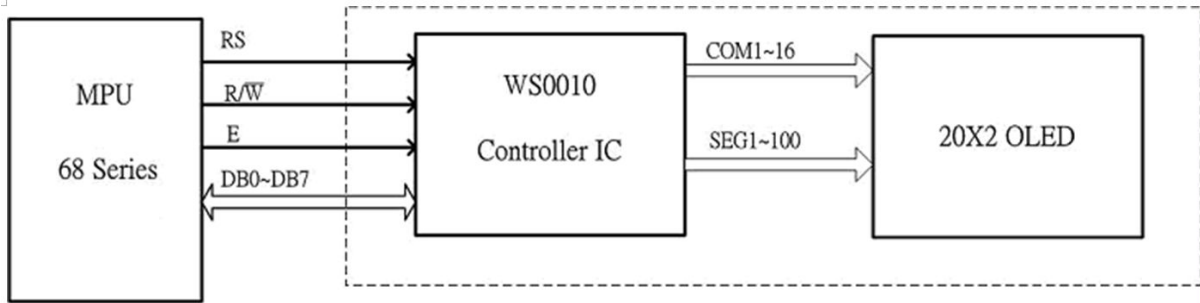 MPU
68 Series
RS
R/W̅
E
DB0~DB7
WS0010
Controller IC
COM1~16
SEG1~100
20X2 OLED